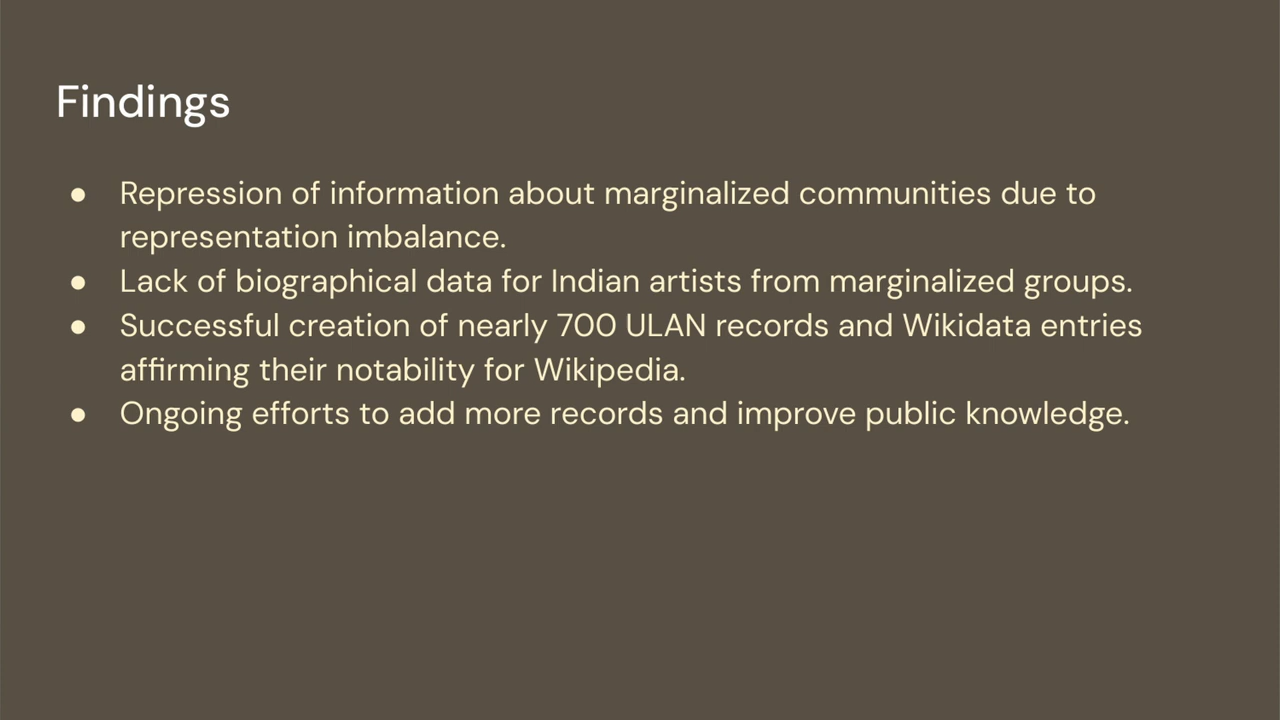 Findings
● Repression of information about marginalized communities due to
representation imbalance.
● Lack of biographical data for Indian artists from marginalized groups.
● Successful creation of nearly 700 ULAN records and Wikidata entries
affirming their notability for Wikipedia.
● Ongoing efforts to add more records and improve public knowledge.